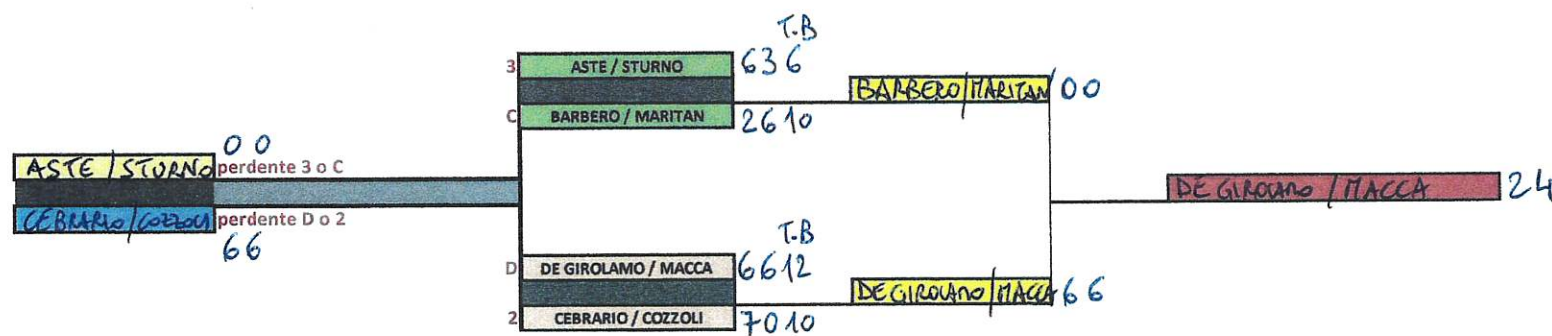 T.B
3 ASTE / STURNO 636
BARBERO/MARITAN 00
C BARBERO / MARITAN 2610
00
ASTE / STURNO perdente 3 o C
DE GIROLAMO / MACCA 24
CEBRARIO/COZZOLI perdente D o 2
66
T.B
D DE GIROLAMO / MACCA 6612
DE GIROLAMO/MACCA 66
2 CEBRARIO / COZZOLI 7010